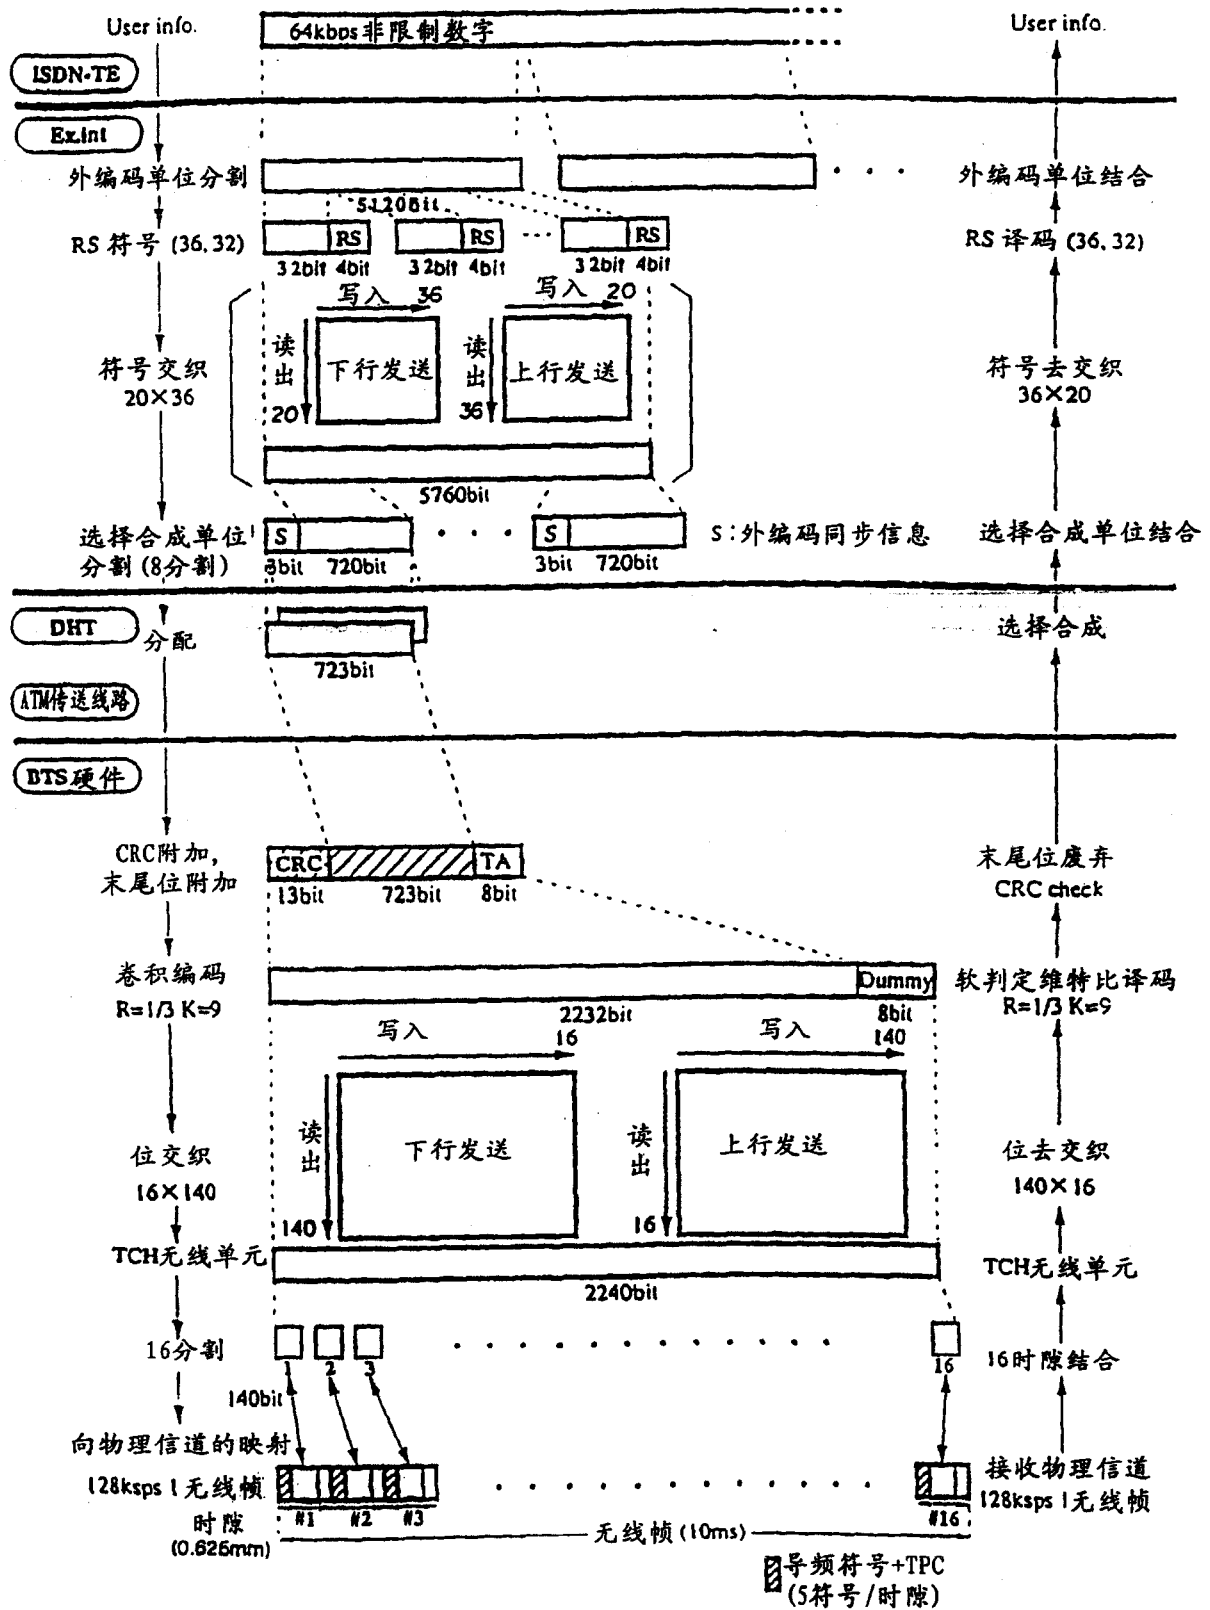 User info.
64kbps非限制数字
User info.
ISDN-TE
Ex.int
外编码单位分割
外编码单位结合
5120Bit
RS 符号 (36,32)
RS
RS
RS
RS 译码 (36,32)
32bit 4bit
32bit 4bit
32bit 4bit
写入 36
写入 20
读出
下行发送
读出
上行发送
符号交织
20×36
20
36
符号去交织
36×20
5760bit
选择合成单位
分割 (8分割)
S
S
S:外编码同步信息
选择合成单位结合
3bit 720bit
3bit 720bit
DHT
分配
选择合成
723bit
ATM传送线路
BTS硬件
CRC附加,
末尾位附加
CRC
TA
末尾位废弃
CRC check
13bit 723bit 8bit
卷积编码
R=1/3 K=9
Dummy
软判定维特比译码
R=1/3 K=9
2232bit
8bit
写入 16
写入 140
读出
下行发送
读出
上行发送
位交织
16×140
140
16
位去交织
140×16
TCH无线单元
TCH无线单元
2240bit
16分割
1 2 3
16
16时隙结合
140bit
向物理信道的映射
128ksps 1无线帧
接收物理信道
128ksps 1无线帧
时隙
(0.626mm)
#1 #2 #3
#16
无线帧(10ms)
导频符号+TPC
(5符号/时隙)